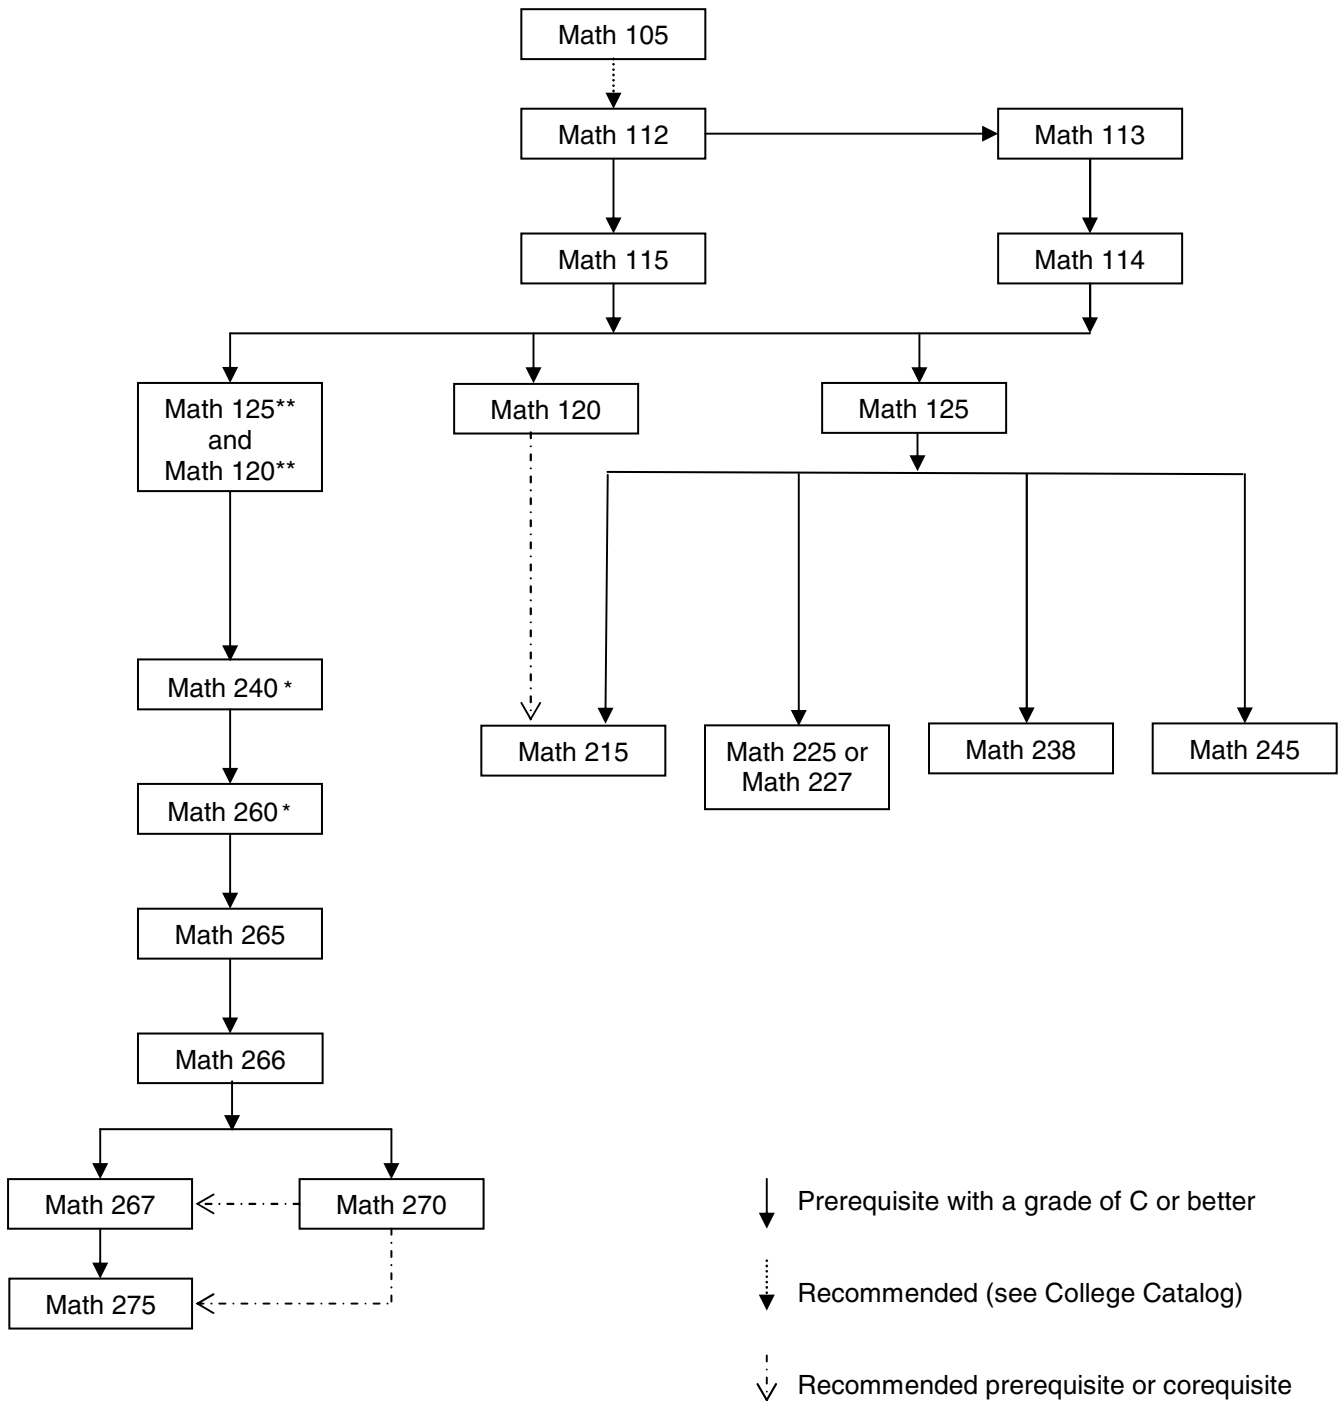 Math 105
Math 112
Math 113
Math 115
Math 114
Math 125**
and
Math 120**
Math 120
Math 125
Math 240 *
Math 215
Math 225 or
Math 227
Math 238
Math 245
Math 260 *
Math 265
Math 266
Math 267
Math 270
Prerequisite with a grade of C or better
Math 275
Recommended (see College Catalog)
Recommended prerequisite or corequisite